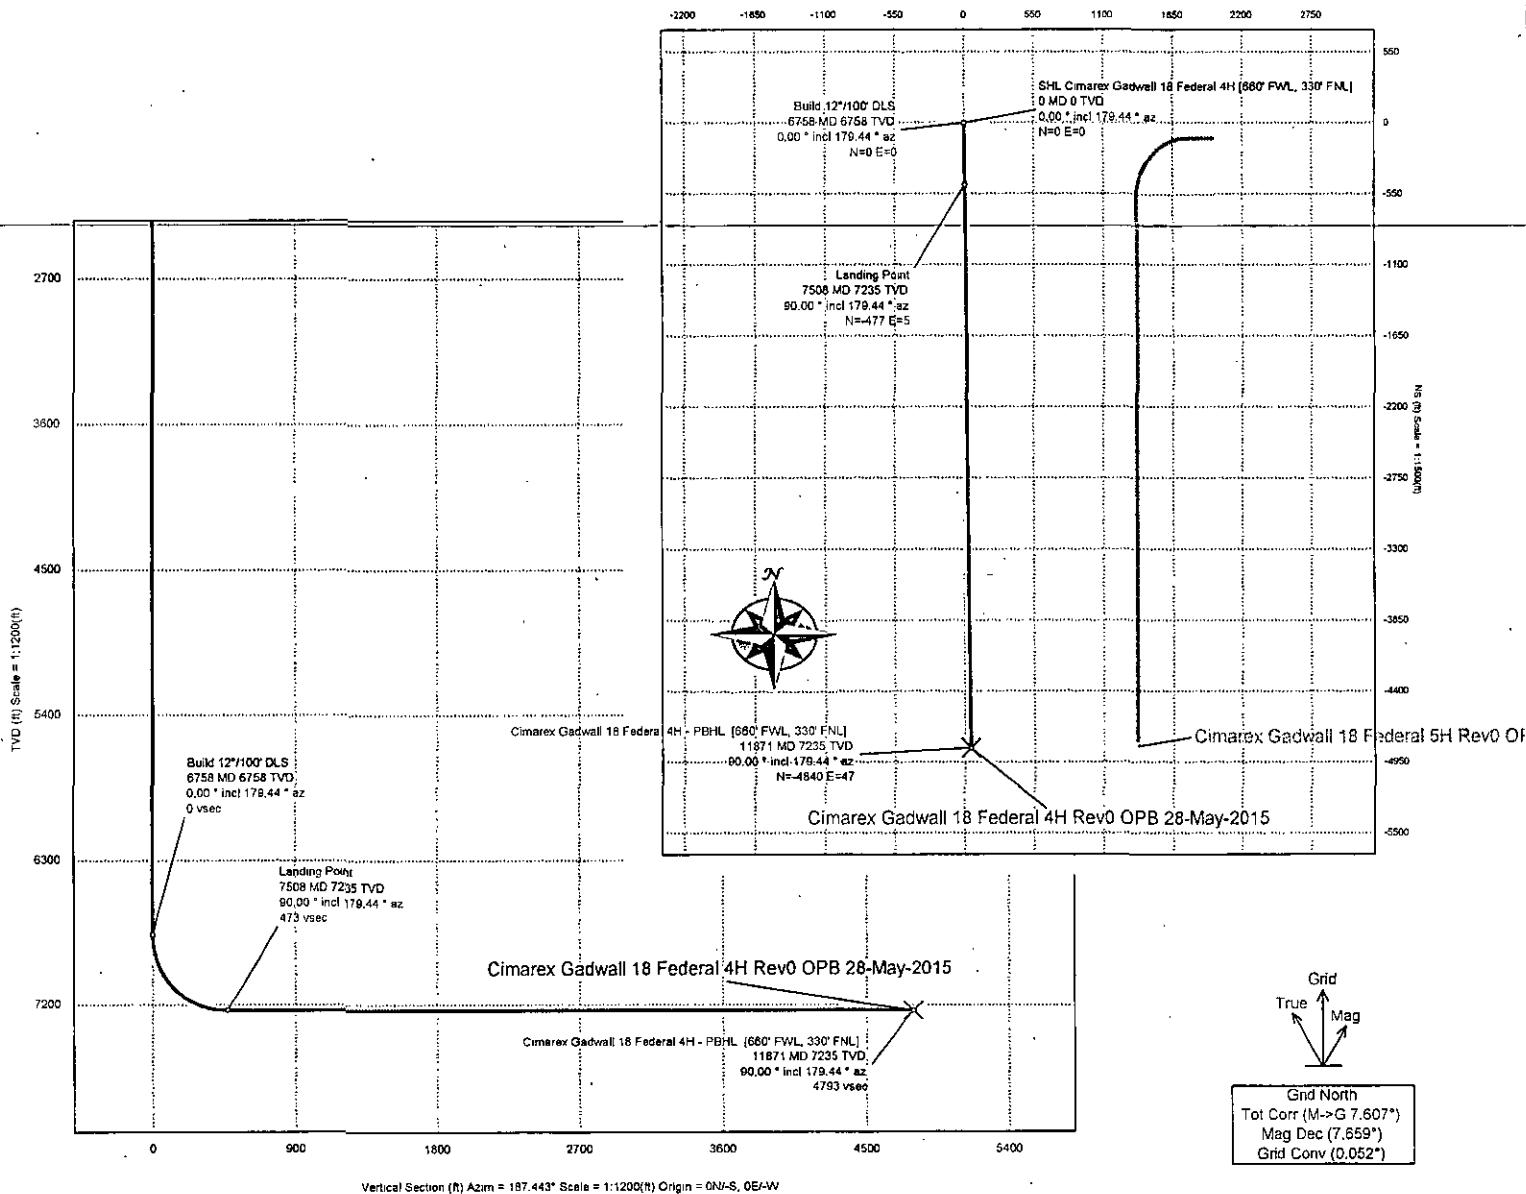 -2200 -1650 -1100 -550 0 550 1100 1650 2200 2750
550
0
-550
-1100
-1650
-2200
-2750
-3300
-3850
-4400
-4950
-5500
NS (ft) Scale = 1:1500(ft)
Build 12°/100' DLS
6758 MD 6758 TVD
0.00 ° incl 179.44 ° az
N=0 E=0
SHL Cimarex Gadwall 18 Federal 4H [660' FWL, 330' FNL]
0 MD 0 TVD
0.00 ° incl 179.44 ° az
N=0 E=0
Landing Point
7508 MD 7235 TVD
90.00 ° incl 179.44 ° az
N=-477 E=5
N
Cimarex Gadwall 18 Federal 4H - PBHL [660' FWL, 330' FNL]
11871 MD 7235 TVD
90.00 ° incl 179.44 ° az
N=-4840 E=47
Cimarex Gadwall 18 Federal 5H Rev0 OP
Cimarex Gadwall 18 Federal 4H Rev0 OPB 28-May-2015
2700
3600
4500
5400
6300
7200
TVD (ft) Scale = 1:1200(ft)
Build 12°/100' DLS
6758 MD 6758 TVD
0.00 ° incl 179.44 ° az
0 vsec
Landing Point
7508 MD 7235 TVD
90.00 ° incl 179.44 ° az
473 vsec
Cimarex Gadwall 18 Federal 4H Rev0 OPB 28-May-2015
Cimarex Gadwall 18 Federal 4H - PBHL [660' FWL, 330' FNL]
11871 MD 7235 TVD
90.00 ° incl 179.44 ° az
4793 vsec
0 900 1800 2700 3600 4500 5400
Vertical Section (ft) Azim = 187.443° Scale = 1:1200(ft) Origin = 0N/-S, 0E/-W
Grid
True
Mag
Grid North
Tot Corr (M->G 7.607°)
Mag Dec (7.659°)
Grid Conv (0.052°)